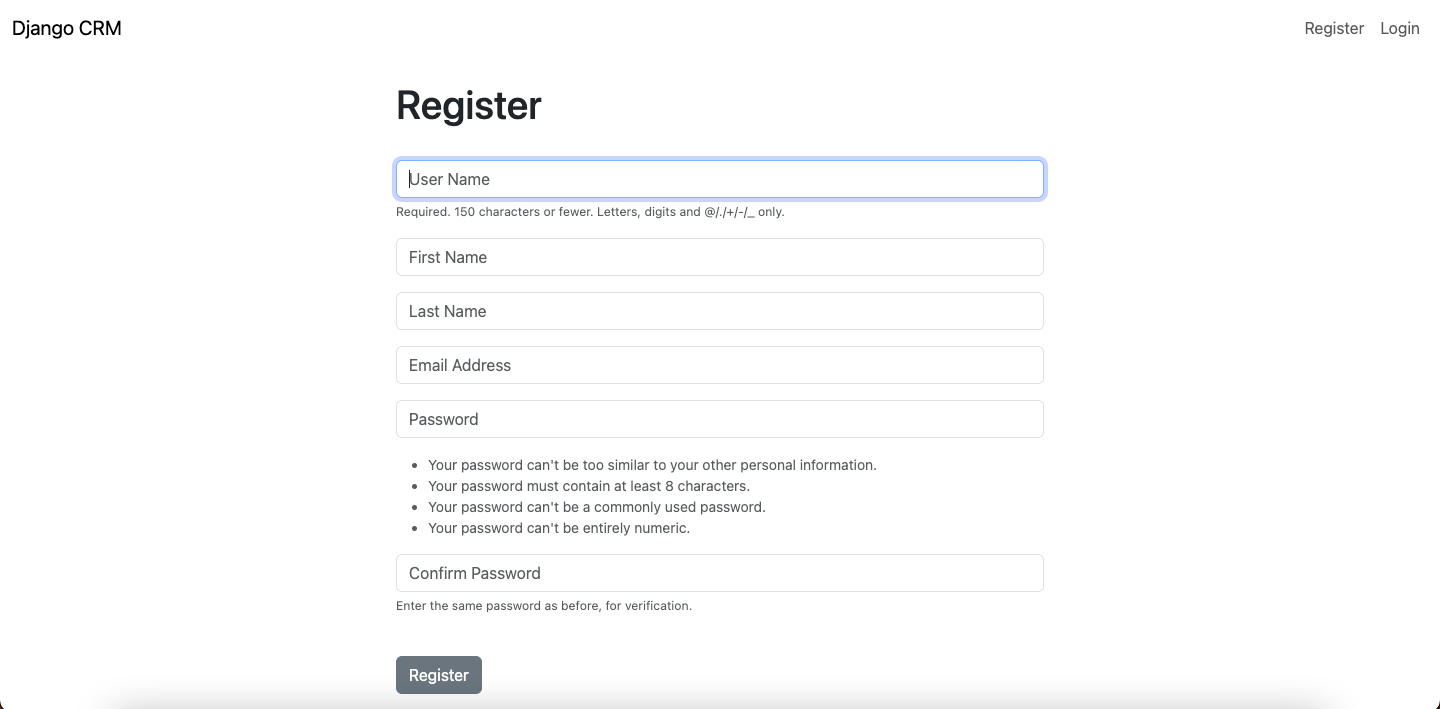 Django CRM
Register
Login
Register
User Name
Required. 150 characters or fewer. Letters, digits and @/./+/-/_ only.
First Name
Last Name
Email Address
Password
Your password can't be too similar to your other personal information.
Your password must contain at least 8 characters.
Your password can't be a commonly used password.
Your password can't be entirely numeric.
Confirm Password
Enter the same password as before, for verification.
Register